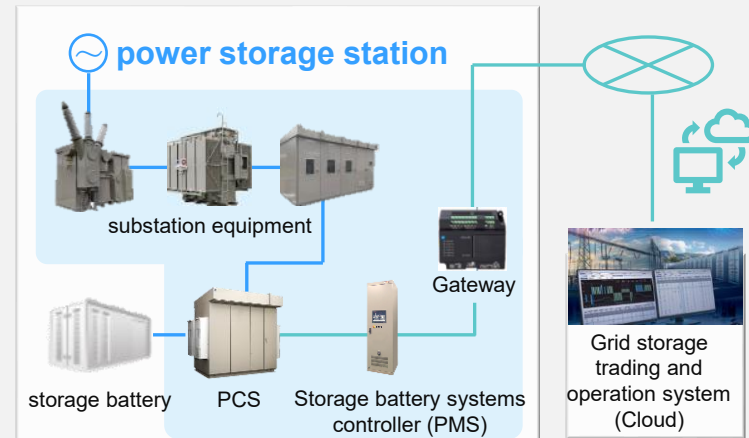 power storage station
substation equipment
Gateway
storage battery
PCS
Storage battery systems
controller (PMS)
Grid storage
trading and
operation system
(Cloud)